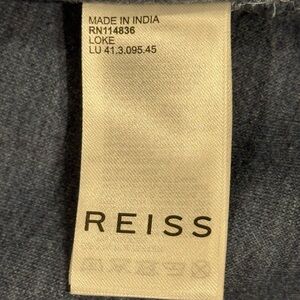 MADE IN INDIA
RN114836
LOKE
LU 41.3.095.45
REISS